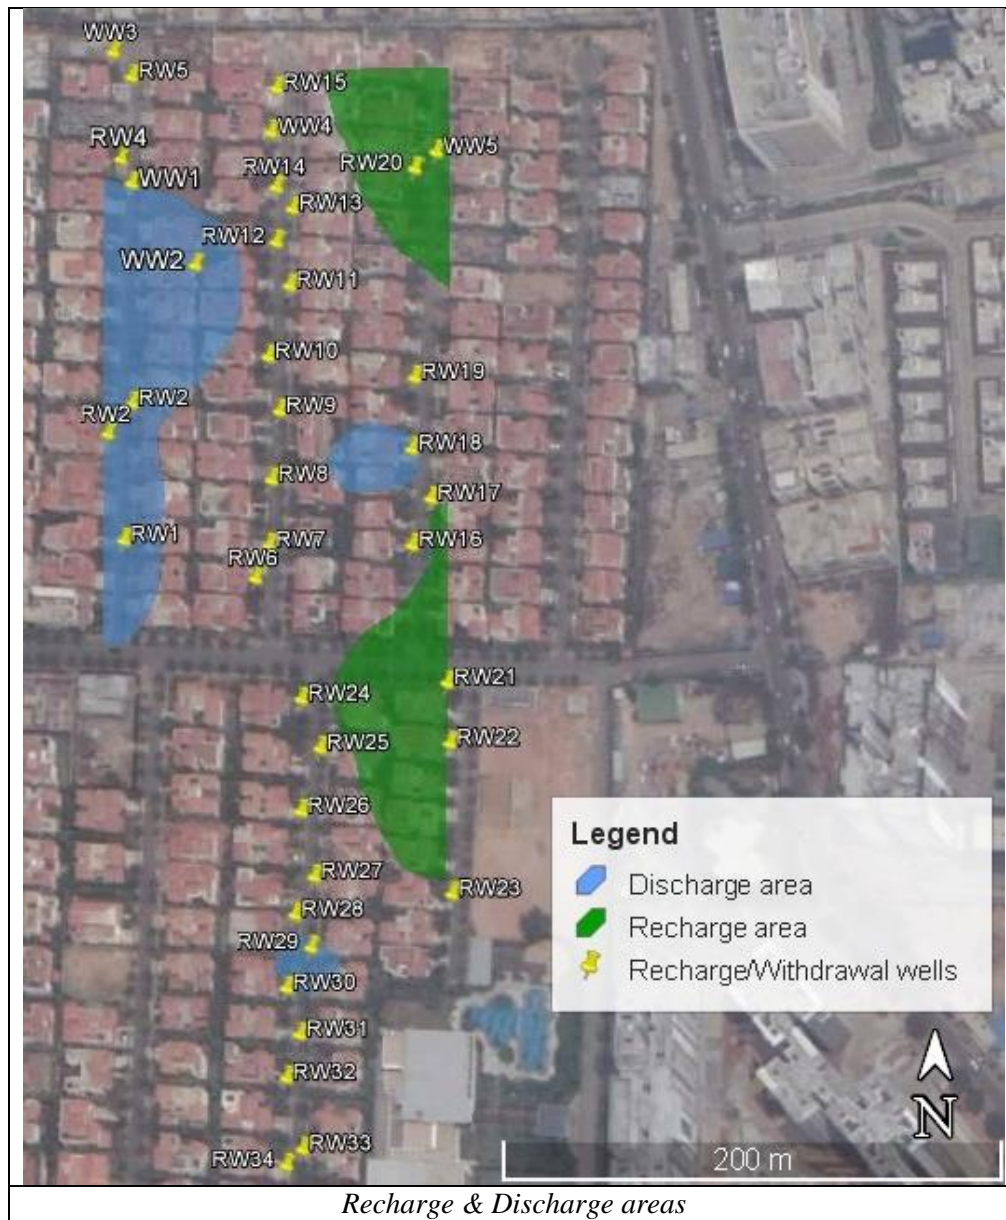 WW3
RW5
RW15
WW4
WW5
RW4
RW20
RW14
WW1
RW13
RW12
WW2
RW11
RW10
RW19
RW2
RW9
RW2
RW18
RW8
RW17
RW1
RW7
RW16
RW6
RW21
RW24
RW22
RW25
RW26
Legend
Discharge area
Recharge area
Recharge/Withdrawal wells
RW27
RW23
RW28
RW29
RW30
RW31
RW32
RW33
RW34
N
200 m
Recharge & Discharge areas